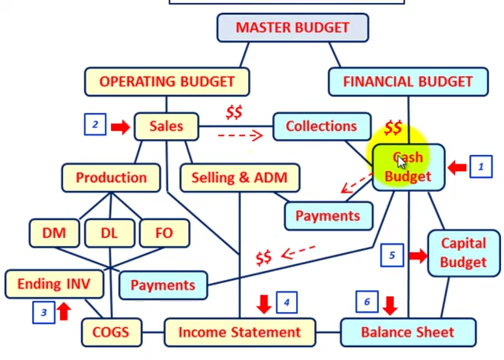 MASTER BUDGET
OPERATING BUDGET
FINANCIAL BUDGET
$$
$$
2
Sales
Collections
Cash
Budget
1
Production
Selling & ADM
Payments
DM
DL
FO
$$
5
Capital
Budget
Ending INV
Payments
3
4
6
COGS
Income Statement
Balance Sheet